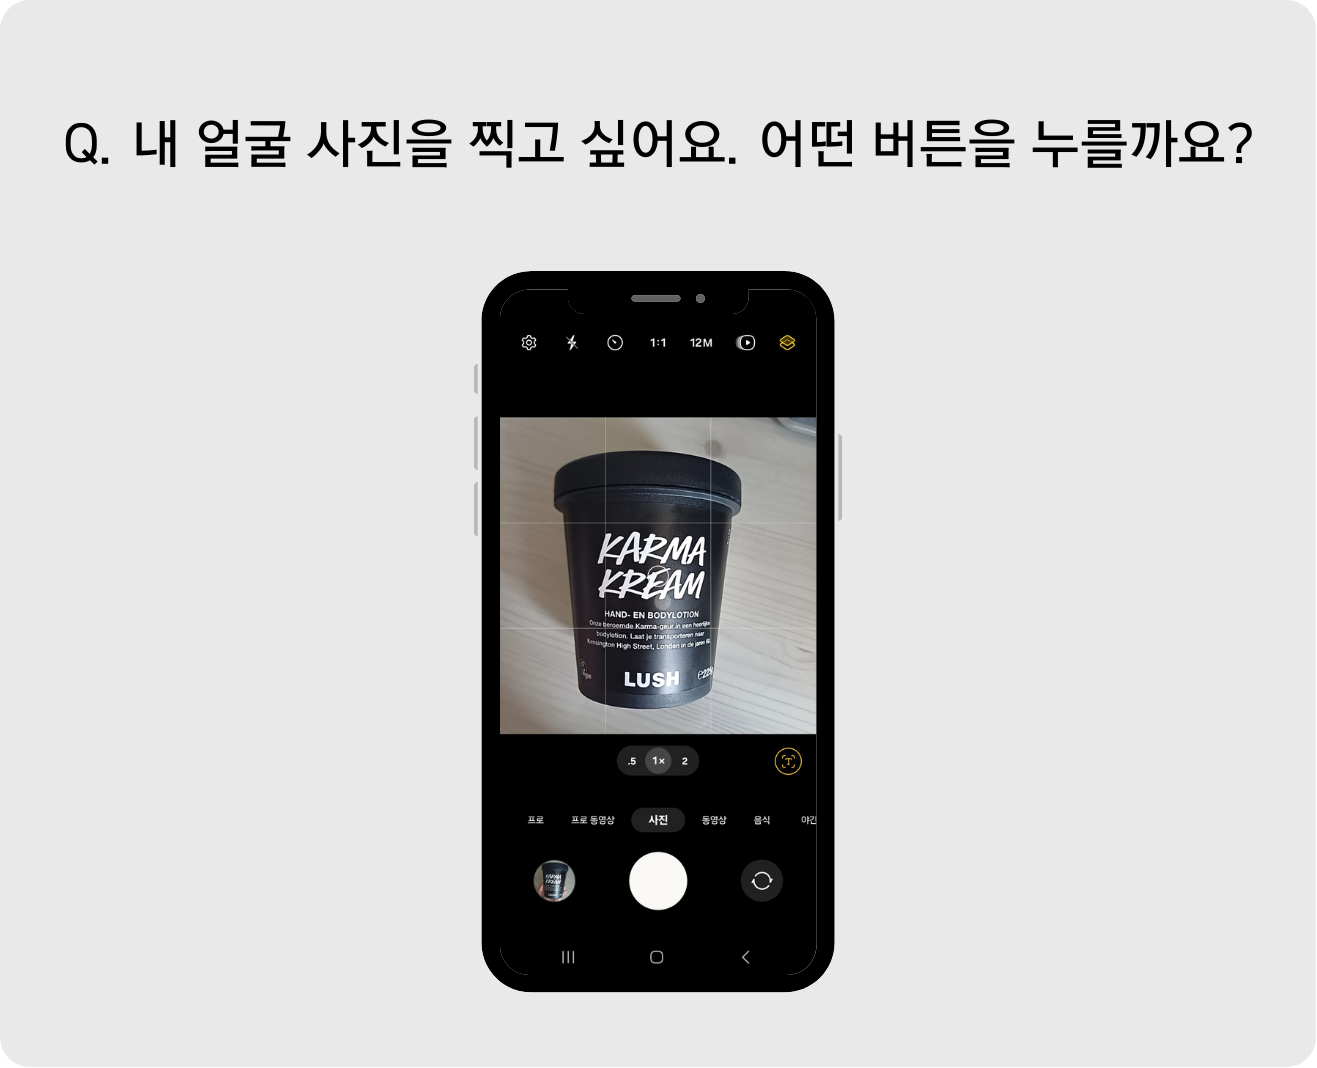 Q. 내 얼굴 사진을 찍고 싶어요. 어떤 버튼을 누를까요?
1:1 12M
KARMA
KREAM
HAND- EN BODYLOTION
Onze beroemde Karma-geur in een heerlijke
bodylotion. Laat je transporteren naar
Kensington High Street, Londen in de jaren
LUSH
.5 1× 2
T
프로 프로 동영상 사진 동영상 음식 야간
KARMA
KREAM